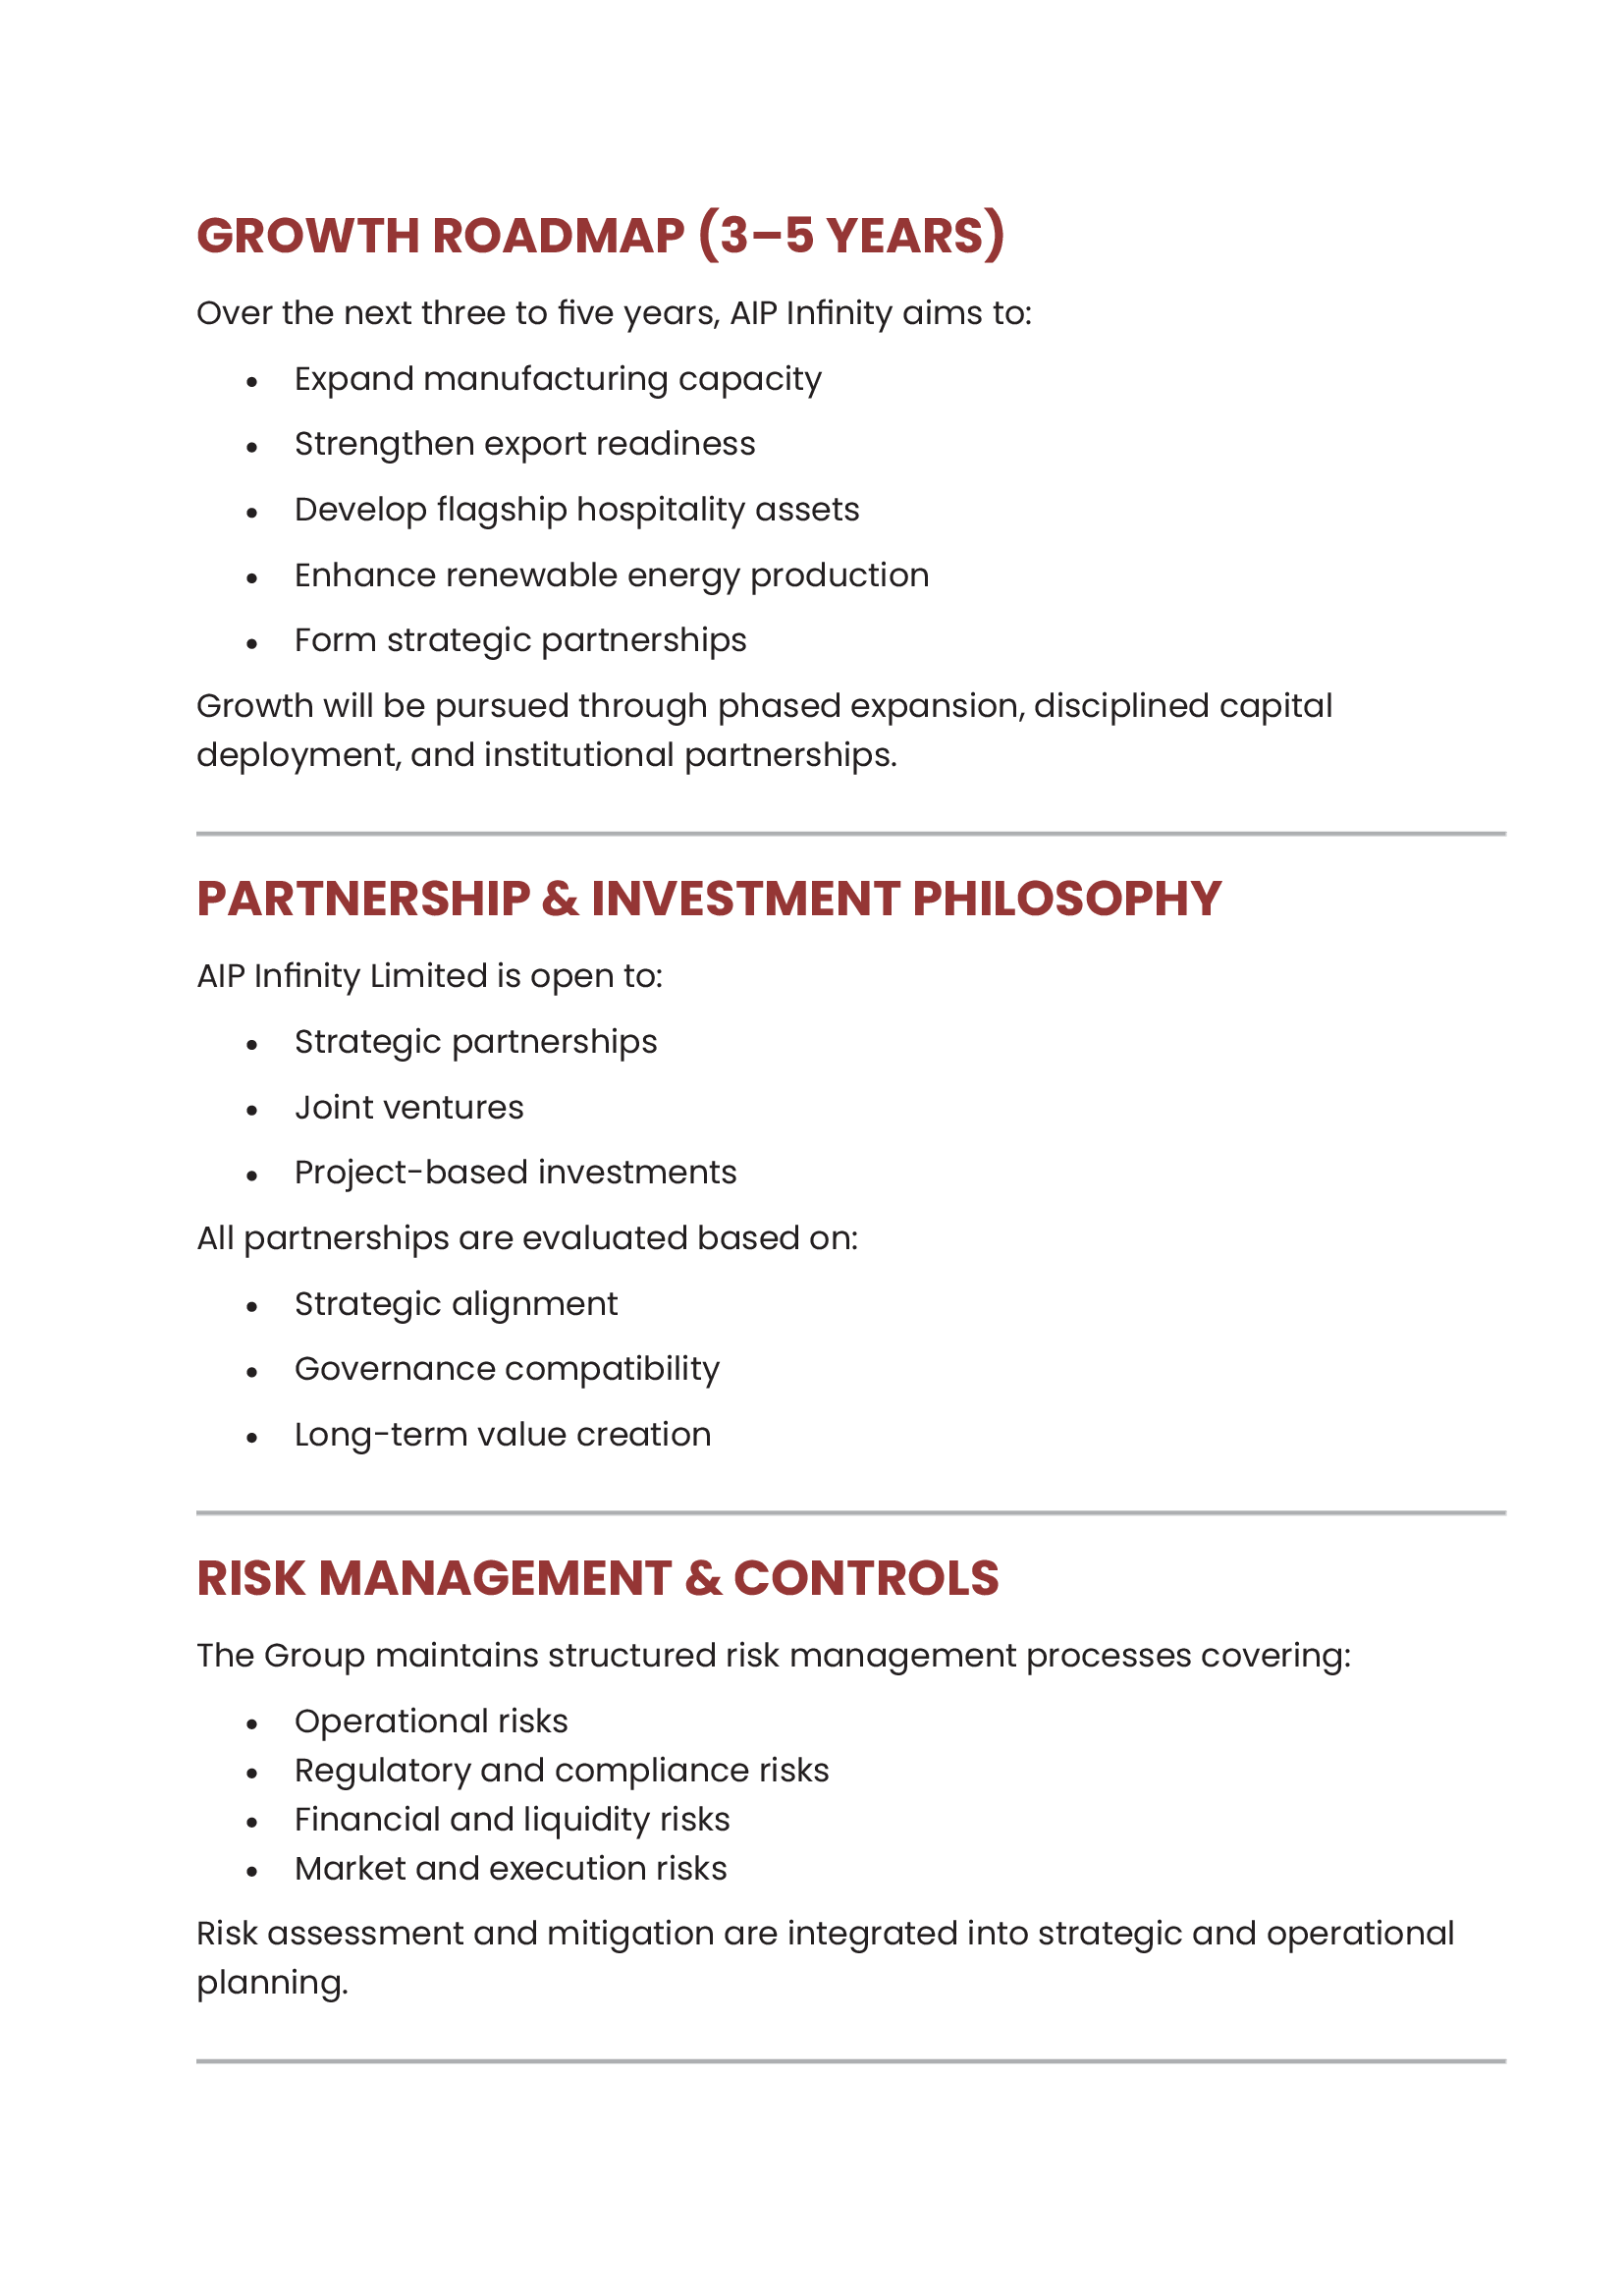 GROWTH ROADMAP (3–5 YEARS)
Over the next three to five years, AIP Infinity aims to:
• Expand manufacturing capacity
• Strengthen export readiness
• Develop flagship hospitality assets
• Enhance renewable energy production
• Form strategic partnerships
Growth will be pursued through phased expansion, disciplined capital
deployment, and institutional partnerships.
PARTNERSHIP & INVESTMENT PHILOSOPHY
AIP Infinity Limited is open to:
• Strategic partnerships
• Joint ventures
• Project-based investments
All partnerships are evaluated based on:
• Strategic alignment
• Governance compatibility
• Long-term value creation
RISK MANAGEMENT & CONTROLS
The Group maintains structured risk management processes covering:
• Operational risks
• Regulatory and compliance risks
• Financial and liquidity risks
• Market and execution risks
Risk assessment and mitigation are integrated into strategic and operational
planning.